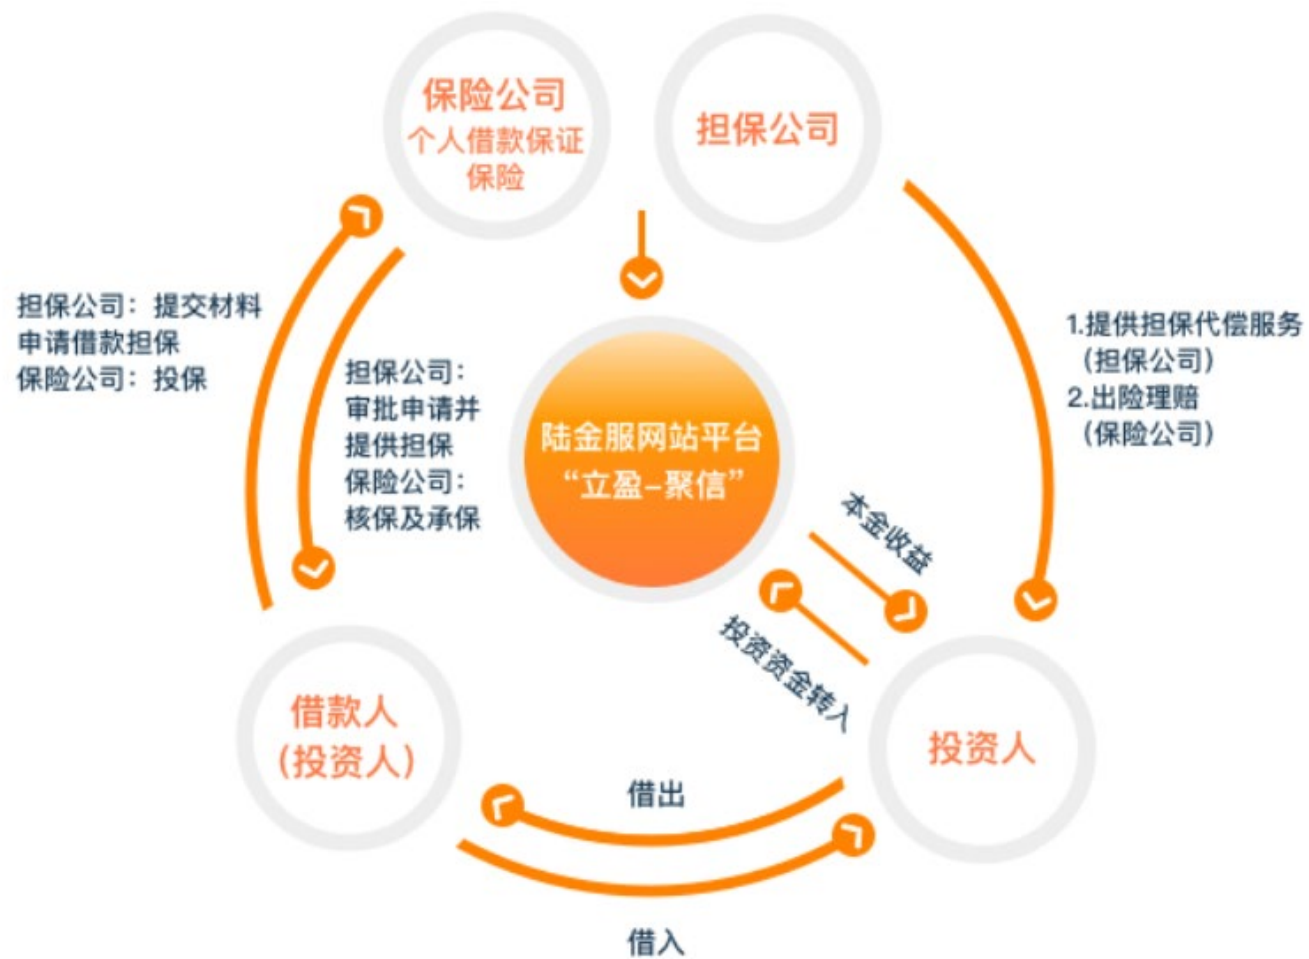 保险公司
个人借款保证
保险
担保公司
担保公司：提交材料
申请借款担保
保险公司：投保
担保公司：
审批申请并
提供担保
保险公司：
核保及承保
1.提供担保代偿服务
（担保公司）
2.出险理赔
（保险公司）
陆金服网站平台
“立盈-聚信”
本金收益
投资资金转入
借款人
(投资人)
投资人
借出
借入